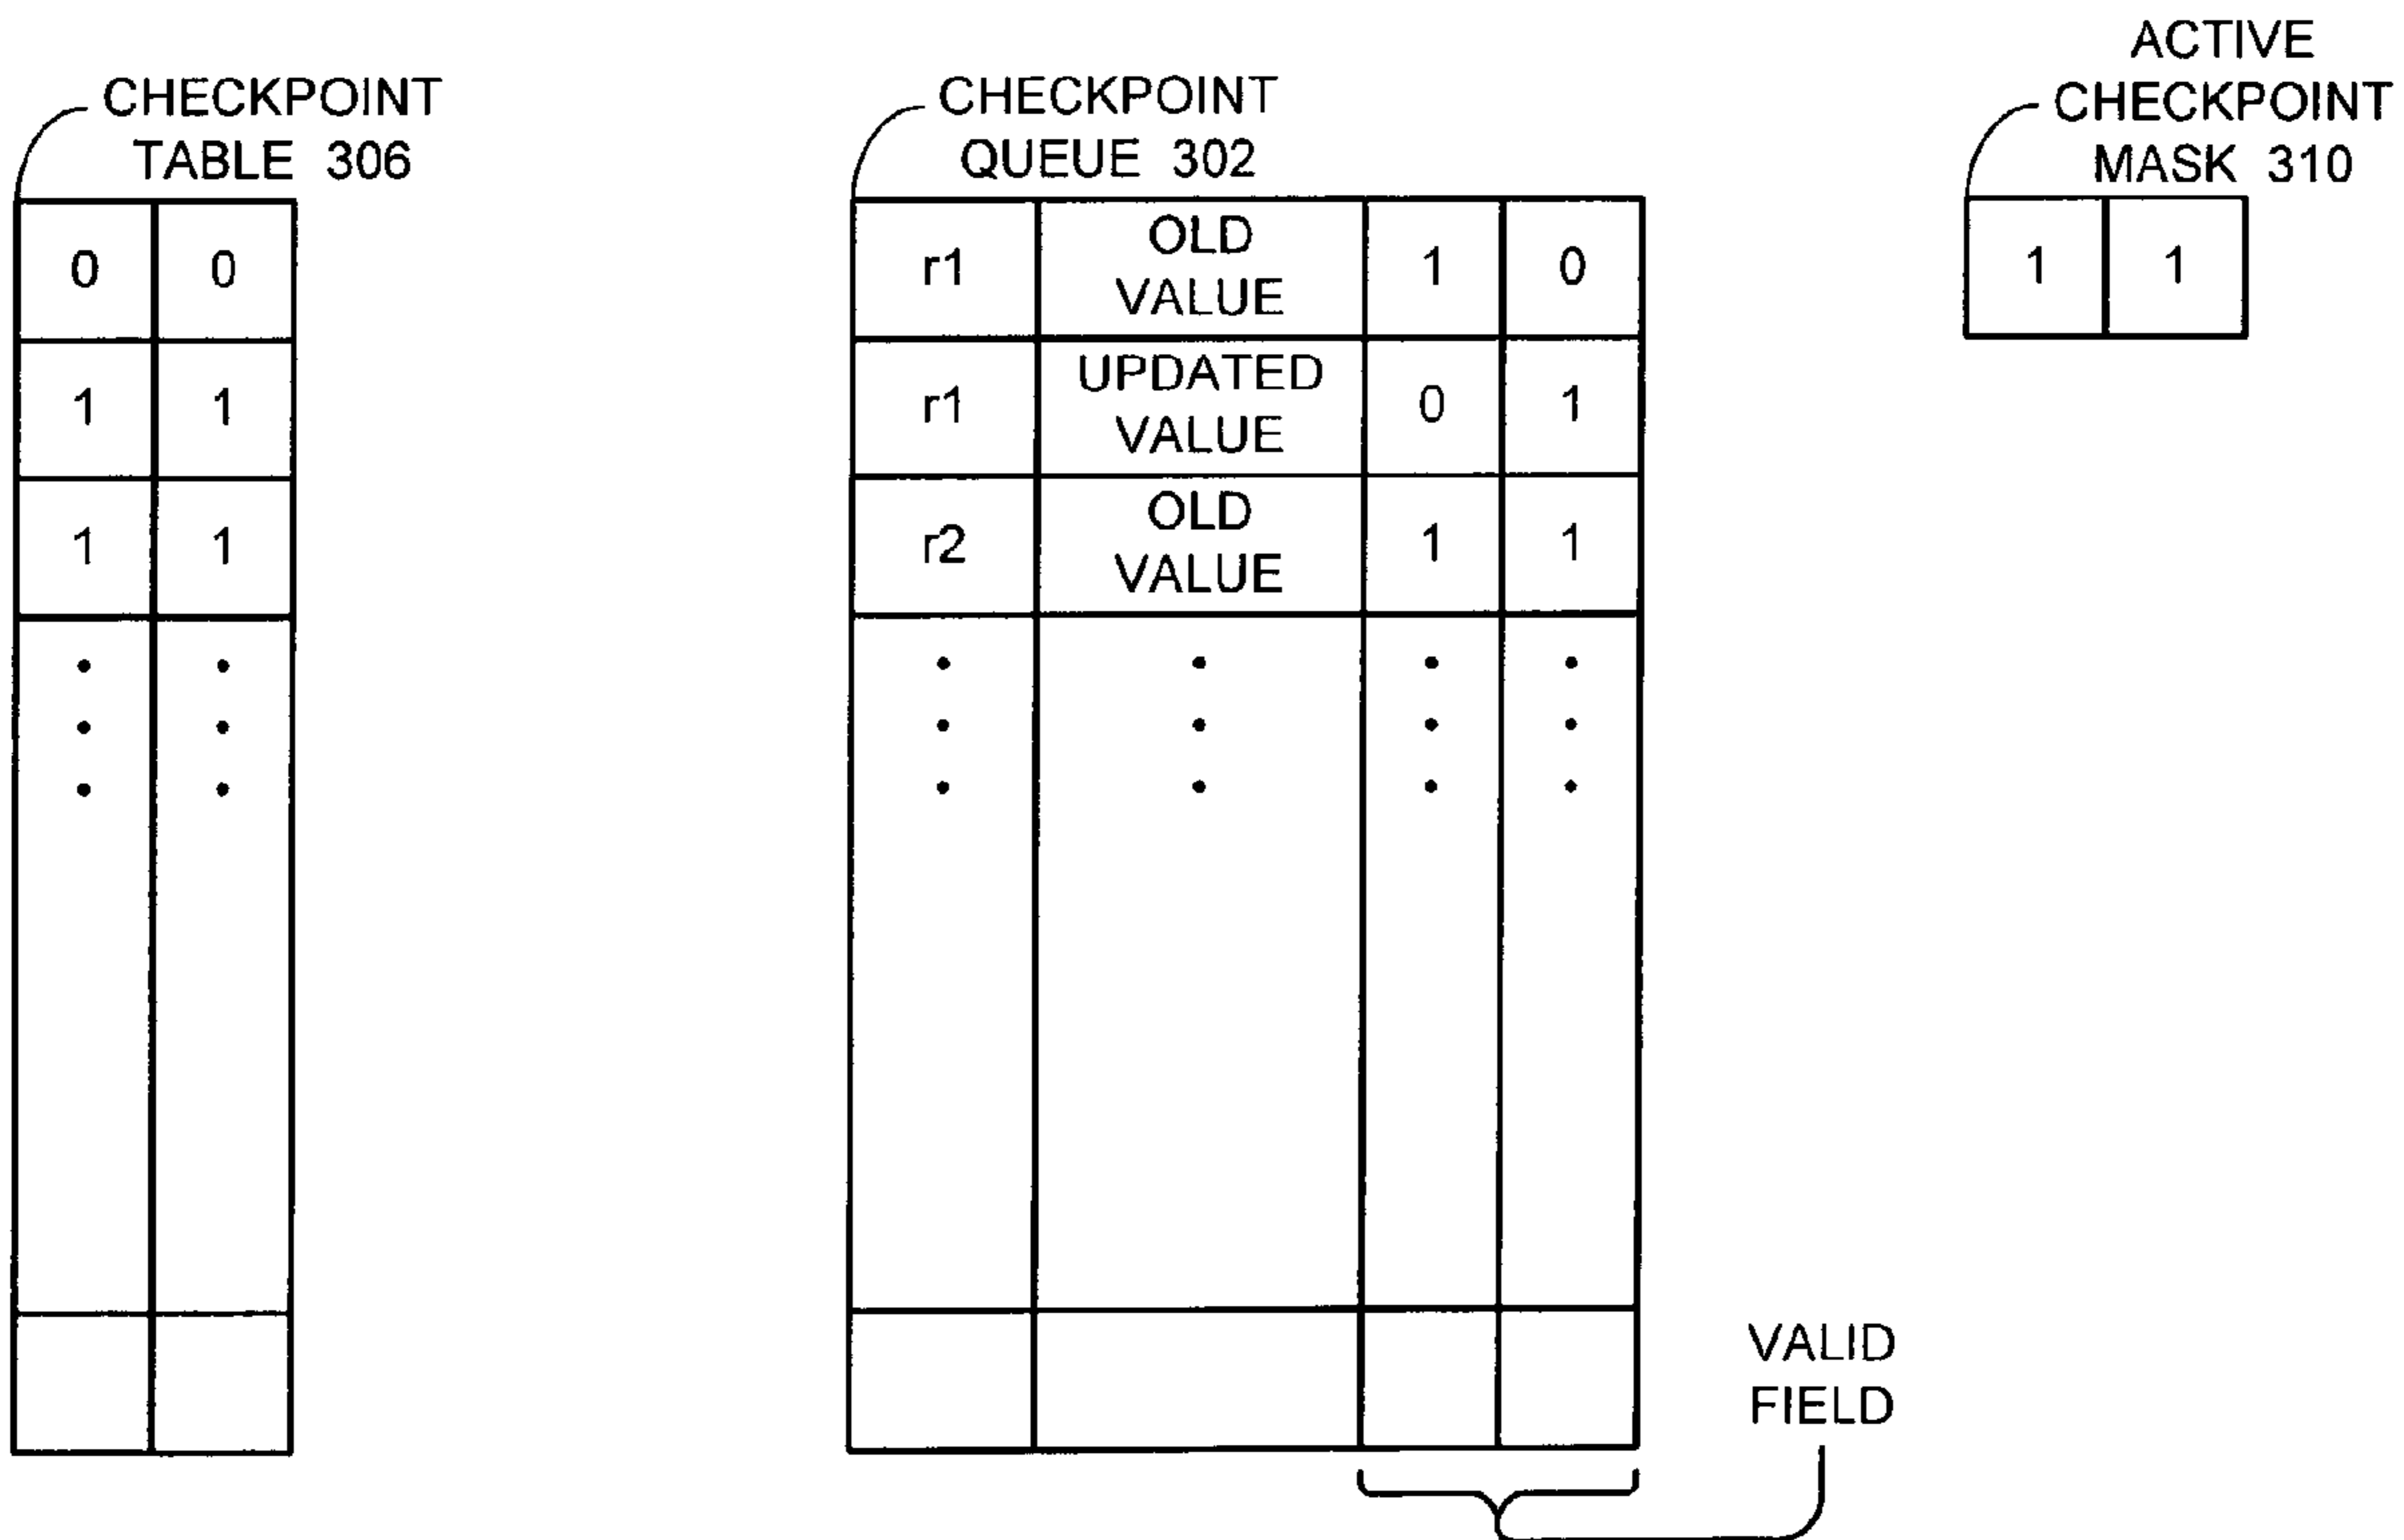 CHECKPOINT
TABLE 306
0 0
1 1
1 1
CHECKPOINT
QUEUE 302
r1 OLD VALUE 1 0
r1 UPDATED VALUE 0 1
r2 OLD VALUE 1 1
ACTIVE
CHECKPOINT
MASK 310
1 1
VALID
FIELD